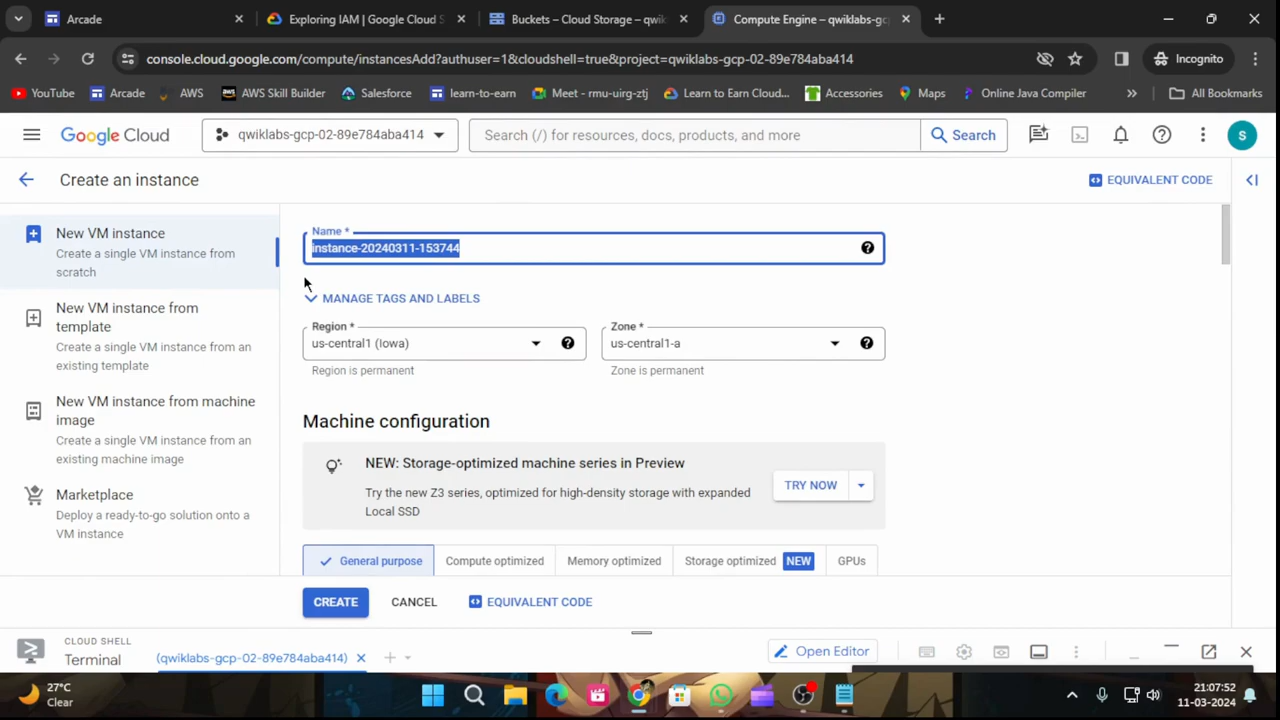 Arcade
Exploring IAM | Google Cloud S
Buckets – Cloud Storage – qwik
Compute Engine – qwiklabs-gc
console.cloud.google.com/compute/instancesAdd?authuser=1&cloudshell=true&project=qwiklabs-gcp-02-89e784aba414
Incognito
YouTube
Arcade
AWS
AWS Skill Builder
Salesforce
learn-to-earn
Meet - rmu-uirg-ztj
Learn to Earn Cloud...
Accessories
Maps
Online Java Compiler
All Bookmarks
Google Cloud
qwiklabs-gcp-02-89e784aba414
Search (/) for resources, docs, products, and more
Search
S
Create an instance
EQUIVALENT CODE
New VM instance
Create a single VM instance from
scratch
New VM instance from
template
Create a single VM instance from an
existing template
New VM instance from machine
image
Create a single VM instance from an
existing machine image
Marketplace
Deploy a ready-to-go solution onto a
VM instance
Name *
instance-20240311-153744
MANAGE TAGS AND LABELS
Region *
us-central1 (Iowa)
Region is permanent
Zone *
us-central1-a
Zone is permanent
Machine configuration
NEW: Storage-optimized machine series in Preview
Try the new Z3 series, optimized for high-density storage with expanded
Local SSD
TRY NOW
General purpose
Compute optimized
Memory optimized
Storage optimized NEW
GPUs
CREATE
CANCEL
EQUIVALENT CODE
CLOUD SHELL
Terminal
(qwiklabs-gcp-02-89e784aba414)
Open Editor
27°C
Clear
21:07:52
11-03-2024